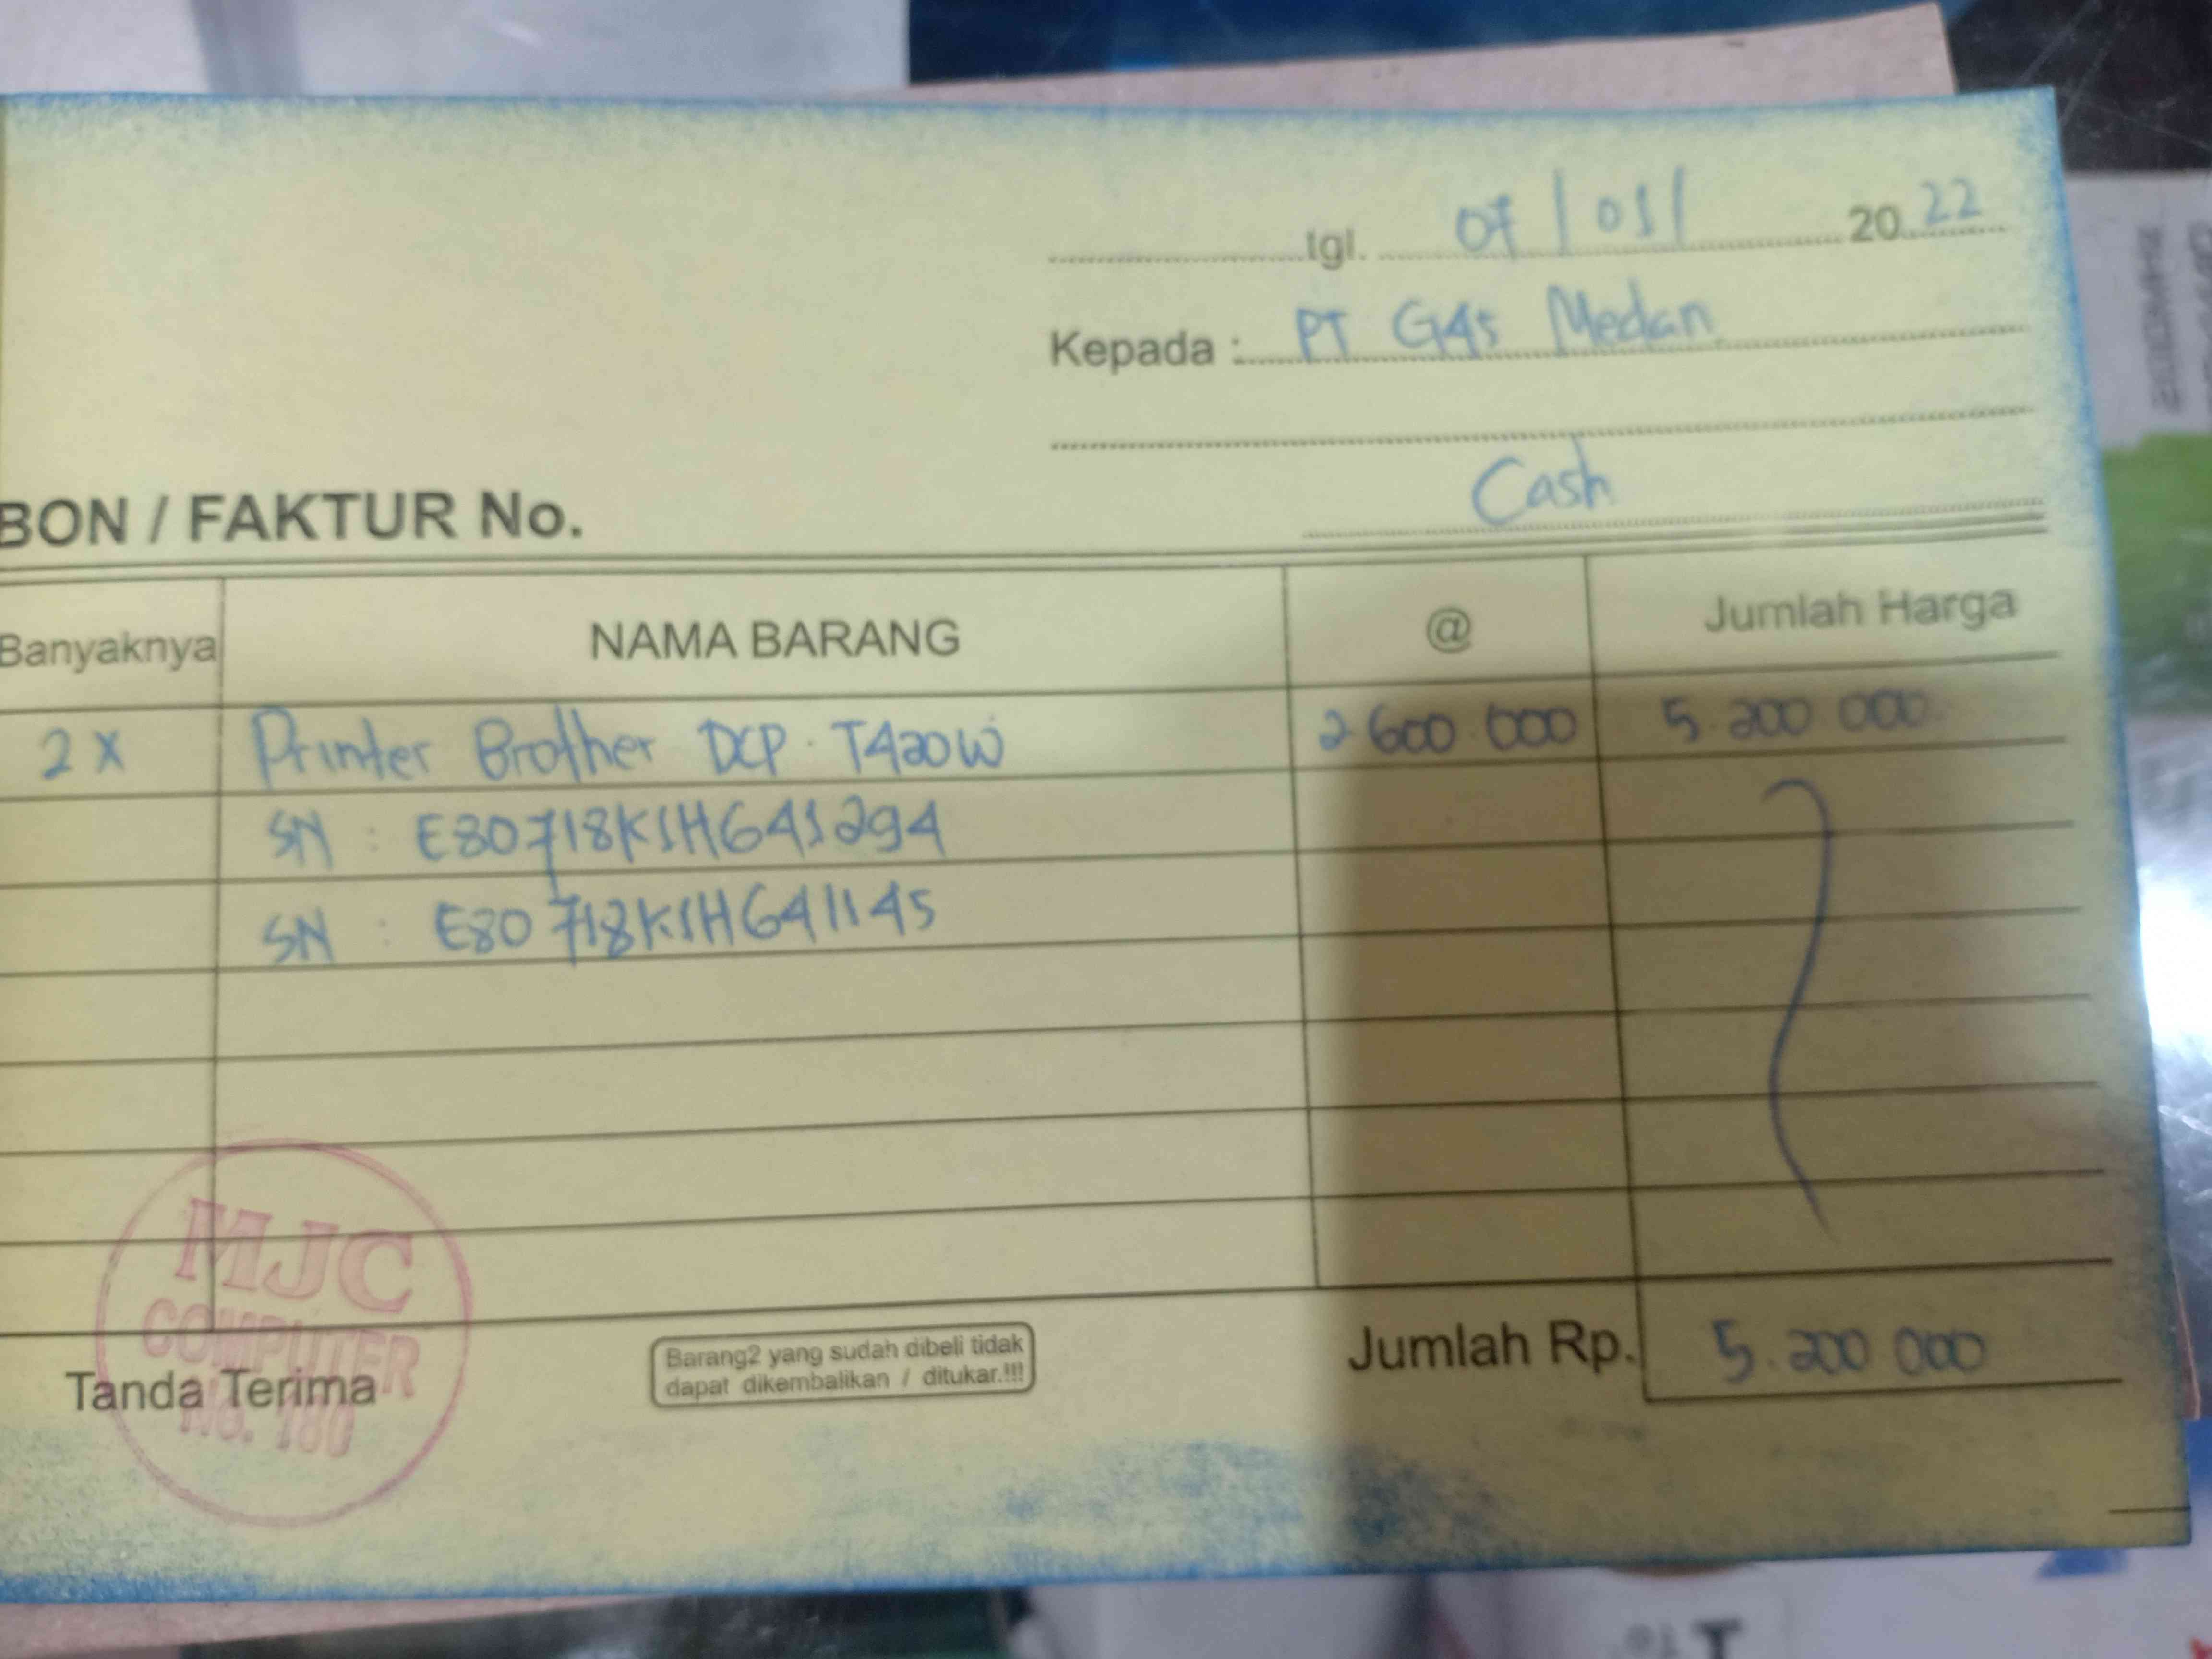 tgl. 07/01/ 2022
Kepada : PT G4S Medan
Cash
BON / FAKTUR No.
Banyaknya NAMA BARANG @ Jumlah Harga
2 X Printer Brother DCP. T420W 2 600.000 5.200 000
SN : E80718K1H641294
SN : E80718K1H641145
MJC
COMPUTER
No. 180
Tanda Terima
Barang2 yang sudah dibeli tidak
dapat dikembalikan / ditukar.!!!
Jumlah Rp. 5.200 000